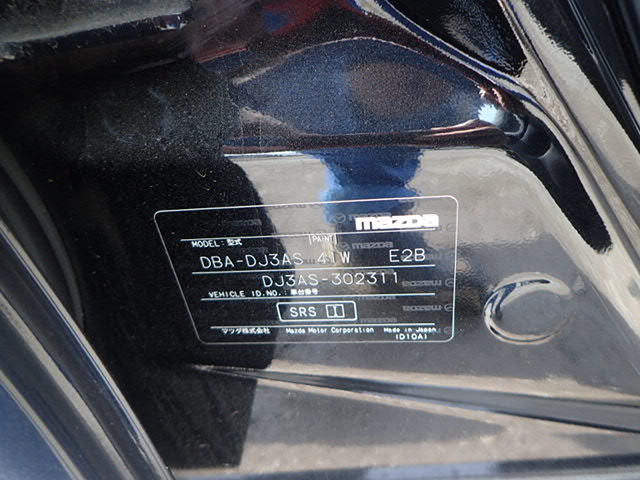 mazda
MODEL: 型式 PAINT
DBA-DJ3AS 41W E2B
DJ3AS-302311
VEHICLE ID.NO.: 車台番号
SRS
マツダ株式会社 Mazda Motor Corporation Made in Japan
(D10A)